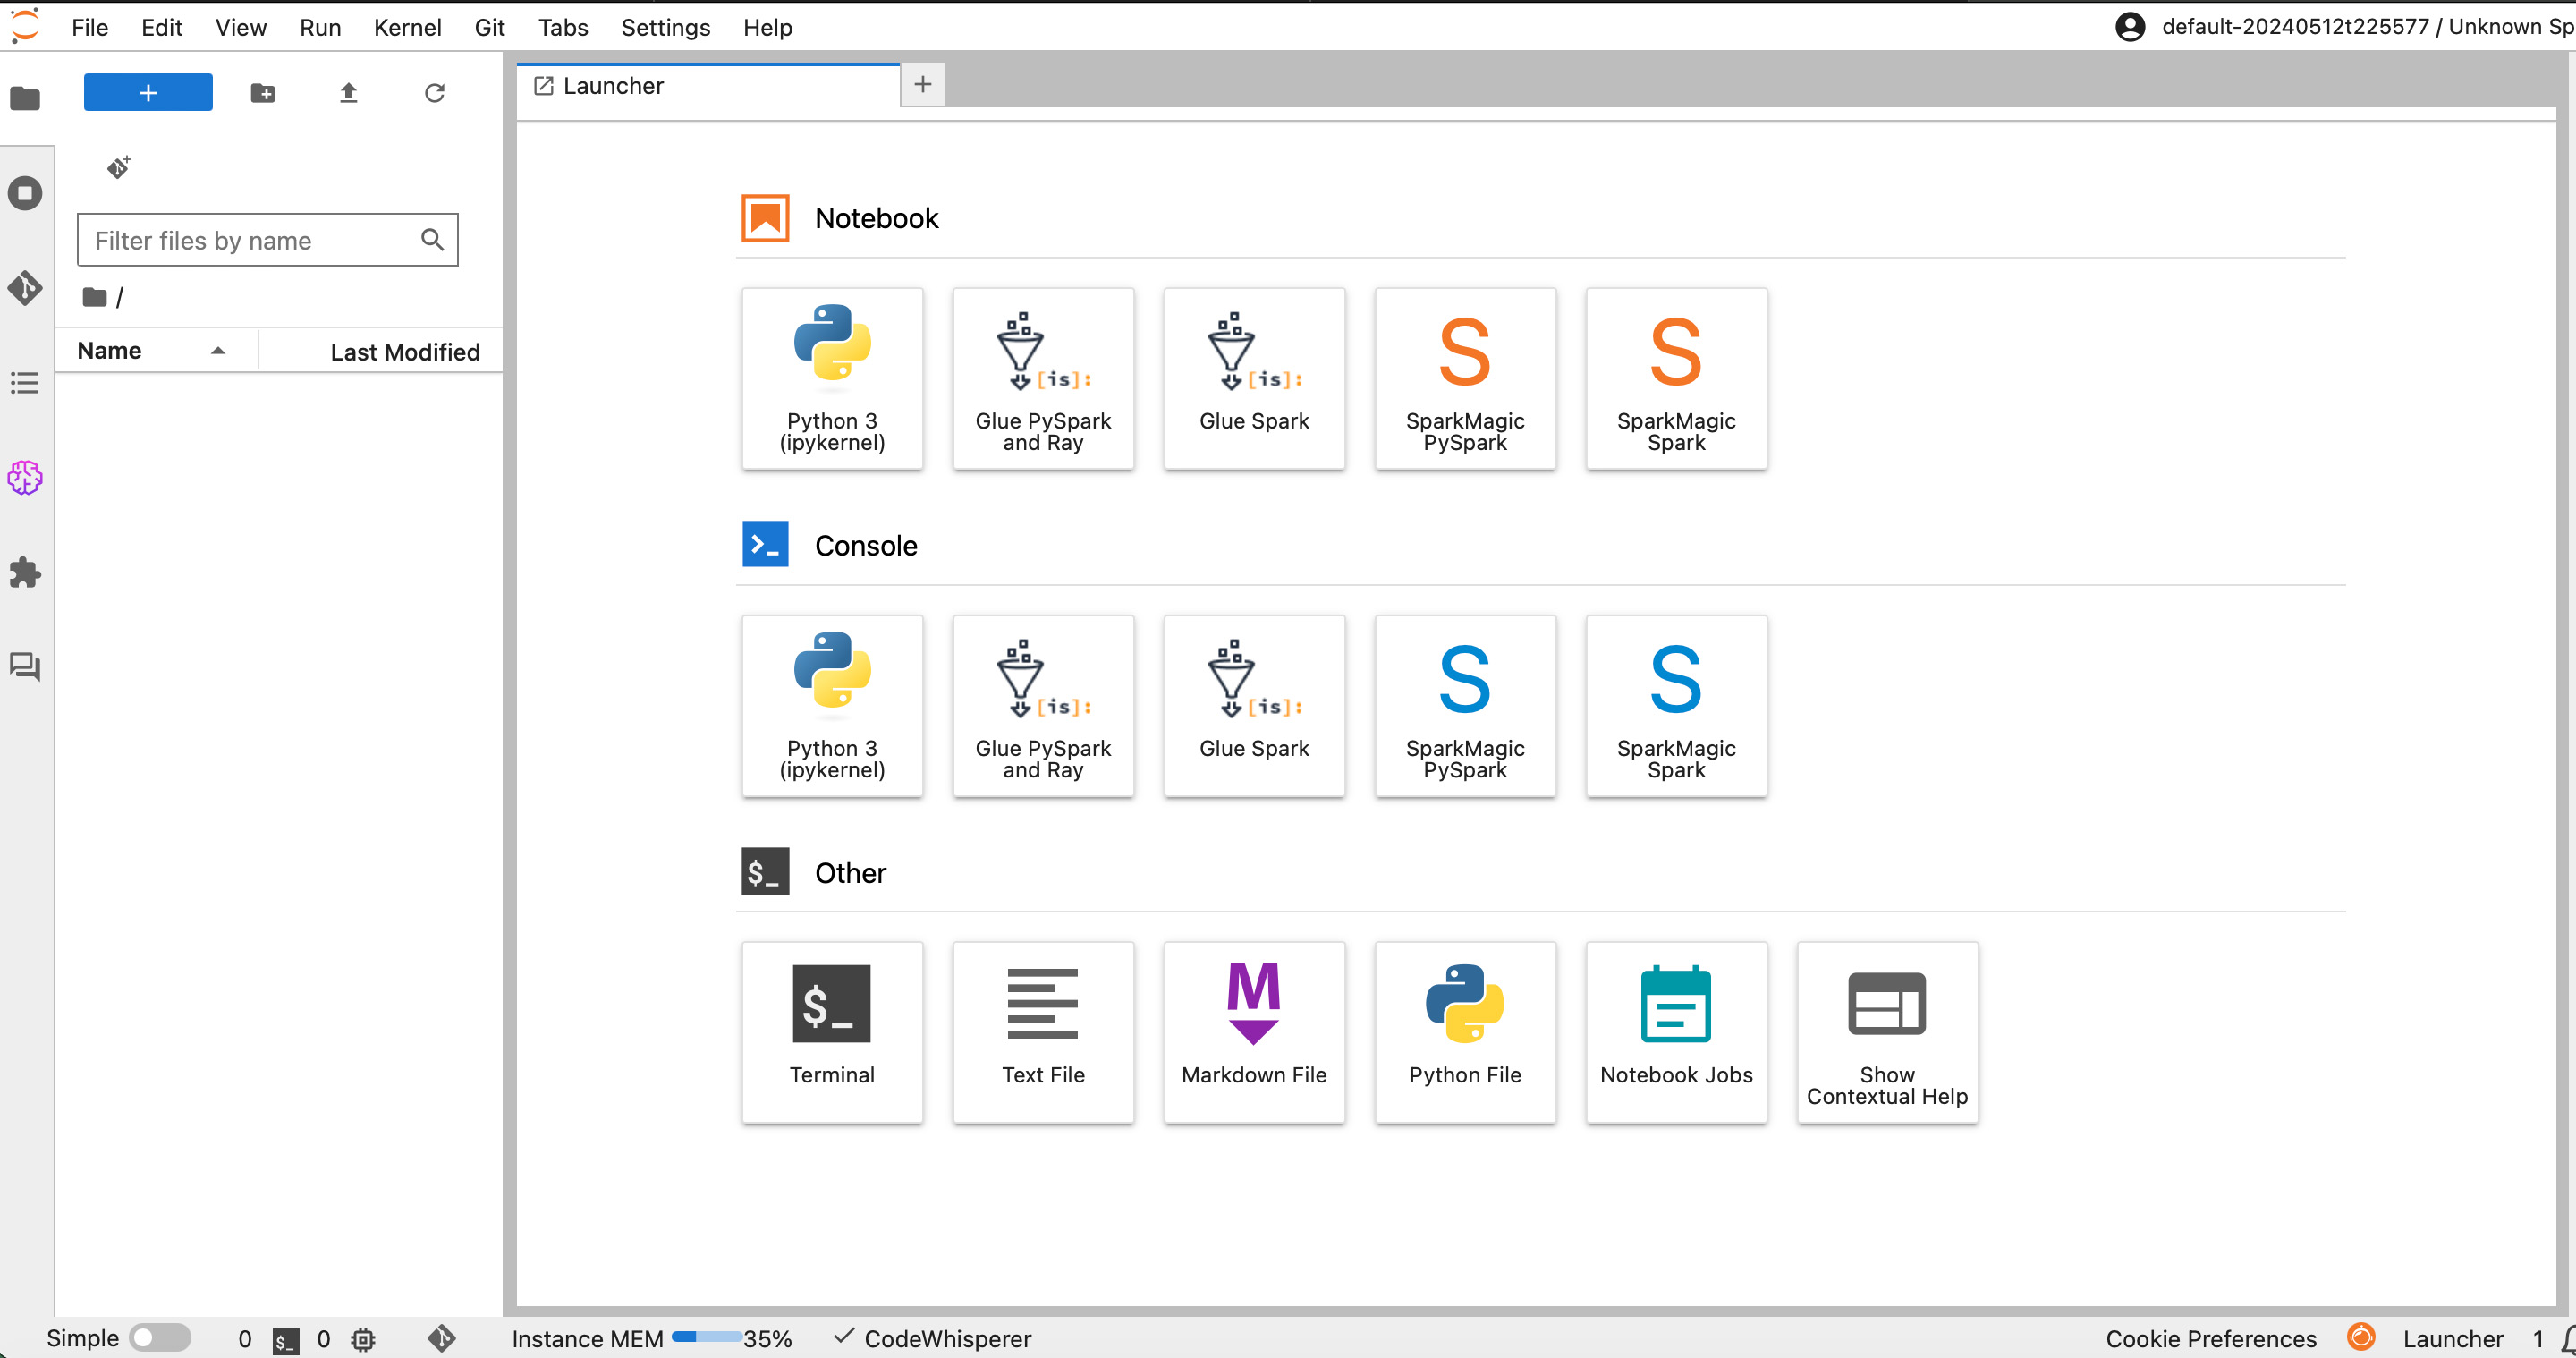 File Edit View Run Kernel Git Tabs Settings Help
default-20240512t225577 / Unknown Sp
Launcher
Filter files by name
/
Name
Last Modified
Notebook
Python 3
(ipykernel)
[is]:
Glue PySpark
and Ray
[is]:
Glue Spark
S
SparkMagic
PySpark
S
SparkMagic
Spark
Console
Python 3
(ipykernel)
[is]:
Glue PySpark
and Ray
[is]:
Glue Spark
S
SparkMagic
PySpark
S
SparkMagic
Spark
$_
Other
$_
Terminal
Text File
M
Markdown File
Python File
Notebook Jobs
Show
Contextual Help
Simple 0 $_ 0 Instance MEM 35% CodeWhisperer Cookie Preferences Launcher 1